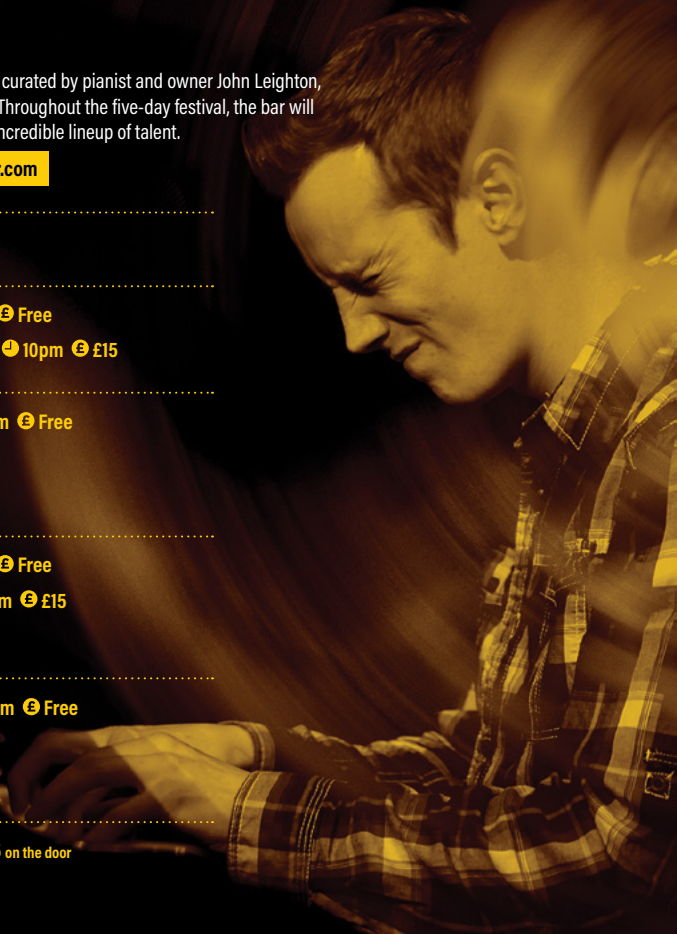 curated by pianist and owner John Leighton,
Throughout the five-day festival, the bar will
incredible lineup of talent.
.com
£ Free
10pm £ £15
m £ Free
£ Free
m £ £15
m £ Free
on the door